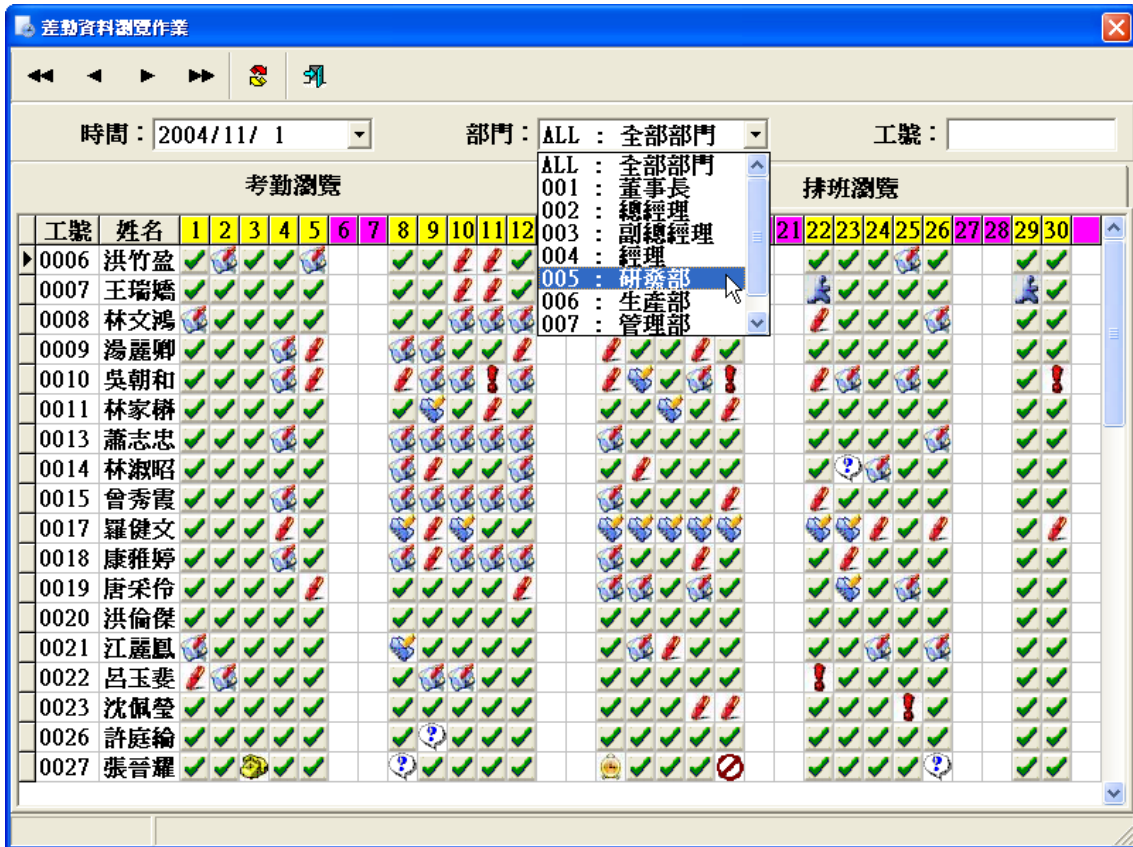 差勤資料瀏覽作業
時間：2004/11/ 1
部門：ALL : 全部部門
工號：
ALL : 全部部門
001 : 董事長
002 : 總經理
003 : 副總經理
004 : 經理
005 : 研發部
006 : 生產部
007 : 管理部
考勤瀏覽
排班瀏覽
工號 姓名 1 2 3 4 5 6 7 8 9 10 11 12 21 22 23 24 25 26 27 28 29 30
0006 洪竹盈
0007 王瑞嬌
0008 林文鴻
0009 湯麗卿
0010 吳朝和
0011 林家
0013 蕭志忠
0014 林淑昭
0015 曾秀霞
0017 羅健文
0018 康雅婷
0019 唐采伶
0020 洪倫傑
0021 江麗鳳
0022 呂玉斐
0023 沈佩瑩
0026 許庭綸
0027 張晉耀